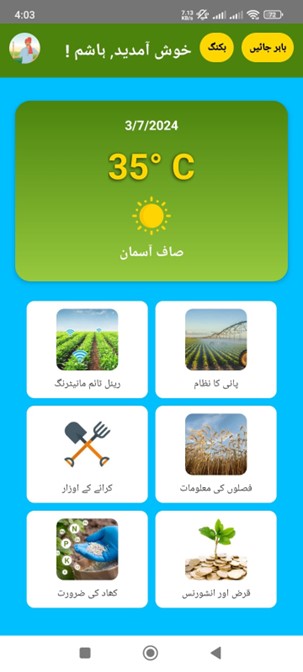 4:03 7.13 KB/S 72
خوش آمدید, باشم ! بکنگ باہر جائیں
3/7/2024
35° C
صاف آسمان
ریئل ٹائم مانیٹرنگ
پانی کا نظام
کرائے کے اوزار
فصلوں کی معلومات
N
P
K
کھاد کی ضرورت
قرض اور انشورنس